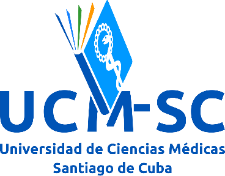 UCM-SC
Universidad de Ciencias Médicas
Santiago de Cuba